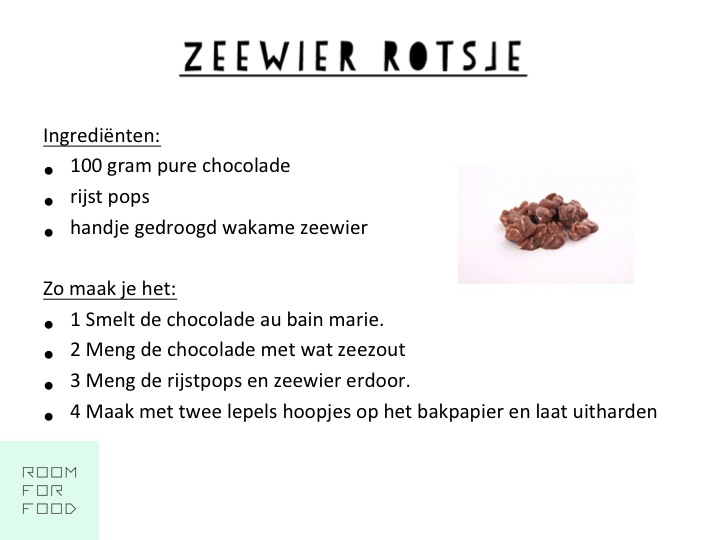 ZEEWIER ROTSJE
Ingrediënten:
• 100 gram pure chocolade
• rijst pops
• handje gedroogd wakame zeewier
Zo maak je het:
• 1 Smelt de chocolade au bain marie.
• 2 Meng de chocolade met wat zeezout
• 3 Meng de rijstpops en zeewier erdoor.
• 4 Maak met twee lepels hoopjes op het bakpapier en laat uitharden
ROOM
FOR
FOOD